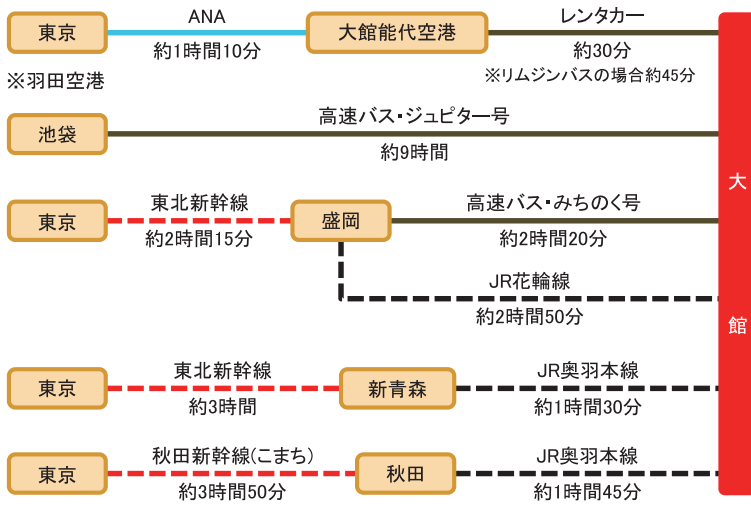 ANA
レンタカー
東京
大館能代空港
約1時間10分
約30分
※羽田空港
※リムジンバスの場合約45分
高速バス・ジュピター号
池袋
約9時間
大館
東北新幹線
高速バス・みちのく号
東京
盛岡
約2時間15分
約2時間20分
JR花輪線
約2時間50分
東北新幹線
JR奥羽本線
東京
新青森
約3時間
約1時間30分
秋田新幹線(こまち)
JR奥羽本線
東京
秋田
約3時間50分
約1時間45分